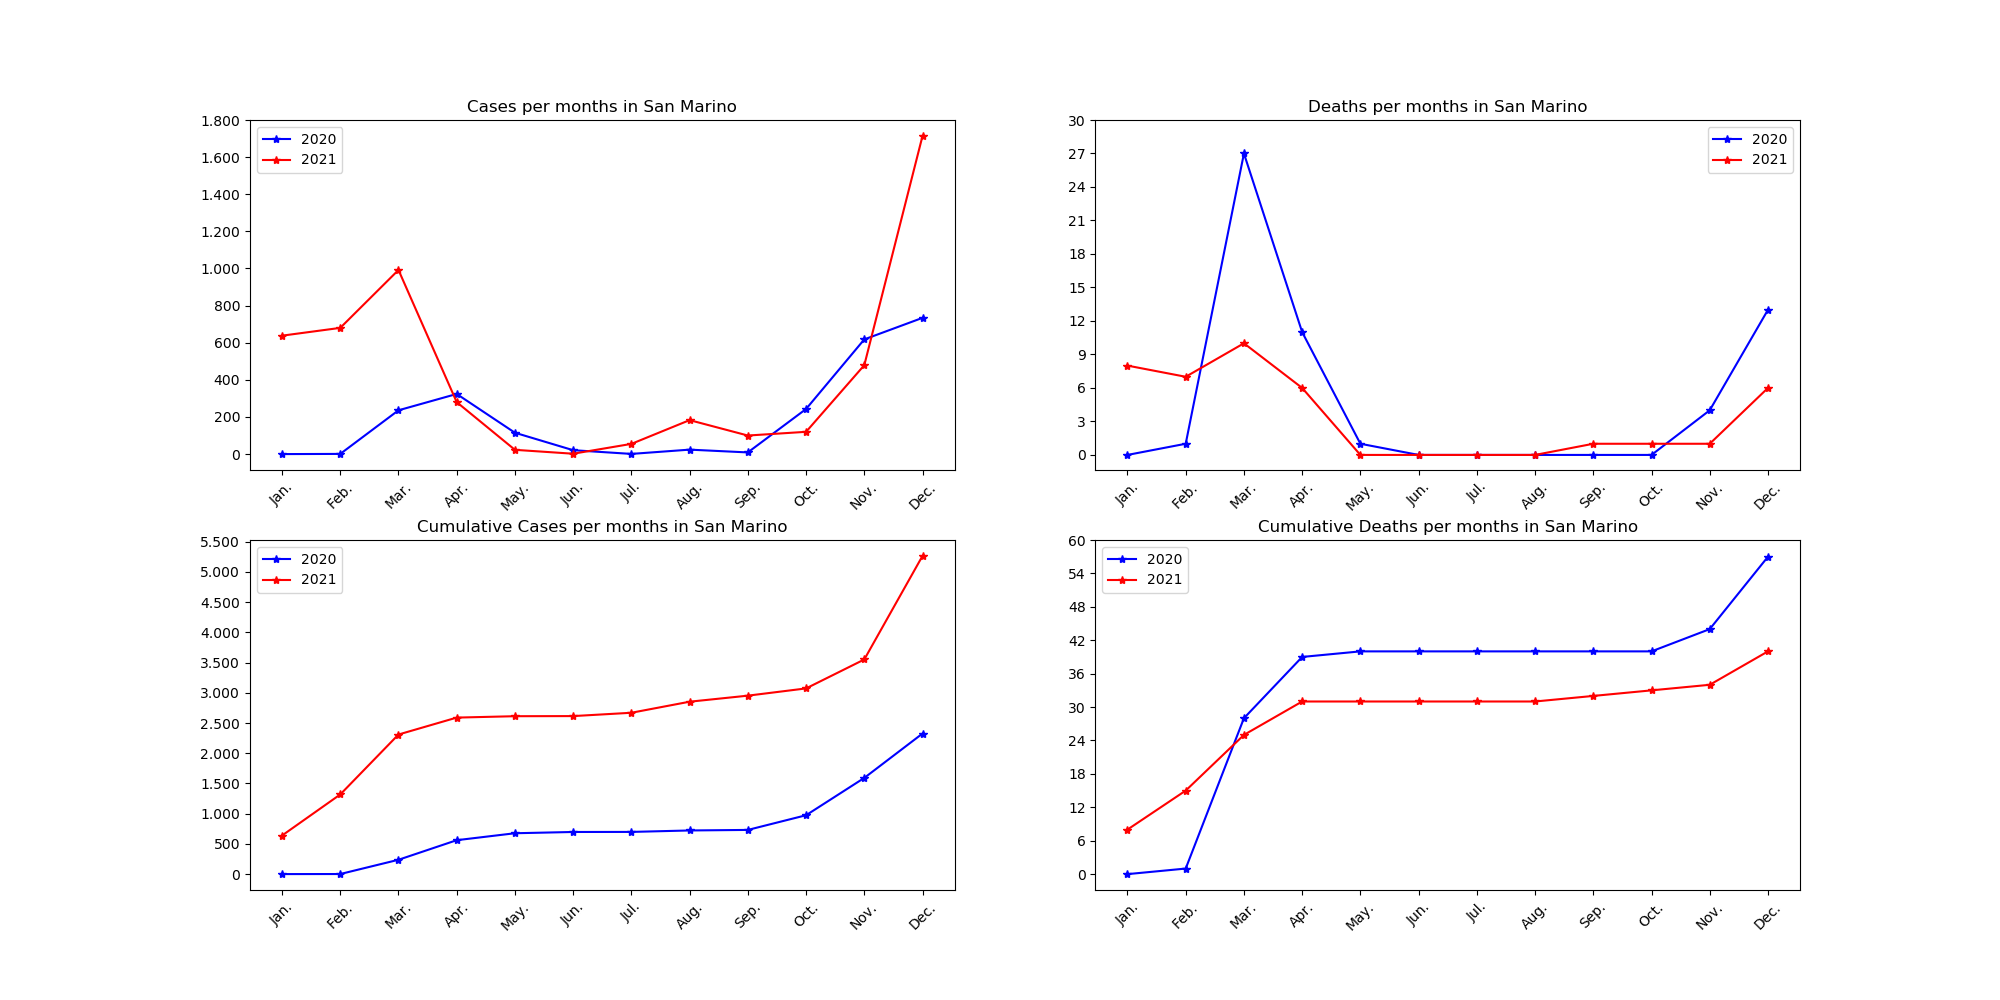 Cases per months in San Marino
1.800
1.600
1.400
1.200
1.000
800
600
400
200
0
2020
2021
Jan.
Feb.
Mar.
Apr.
May.
Jun.
Jul.
Aug.
Sep.
Oct.
Nov.
Dec.
Deaths per months in San Marino
30
27
24
21
18
15
12
9
6
3
0
2020
2021
Jan.
Feb.
Mar.
Apr.
May.
Jun.
Jul.
Aug.
Sep.
Oct.
Nov.
Dec.
Cumulative Cases per months in San Marino
5.500
5.000
4.500
4.000
3.500
3.000
2.500
2.000
1.500
1.000
500
0
2020
2021
Jan.
Feb.
Mar.
Apr.
May.
Jun.
Jul.
Aug.
Sep.
Oct.
Nov.
Dec.
Cumulative Deaths per months in San Marino
60
54
48
42
36
30
24
18
12
6
0
2020
2021
Jan.
Feb.
Mar.
Apr.
May.
Jun.
Jul.
Aug.
Sep.
Oct.
Nov.
Dec.